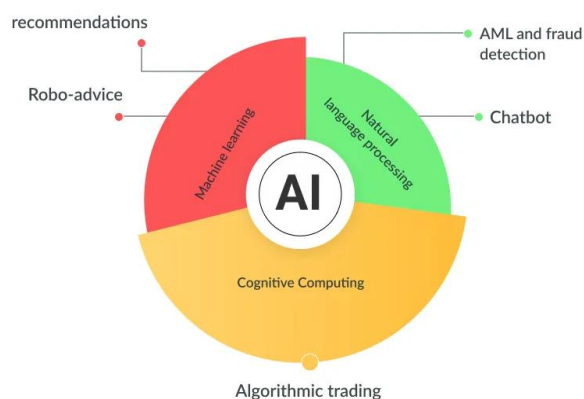 recommendations
AML and fraud
detection
Robo-advice
Chatbot
Machine learning
Natural
language processing
AI
Cognitive Computing
Algorithmic trading